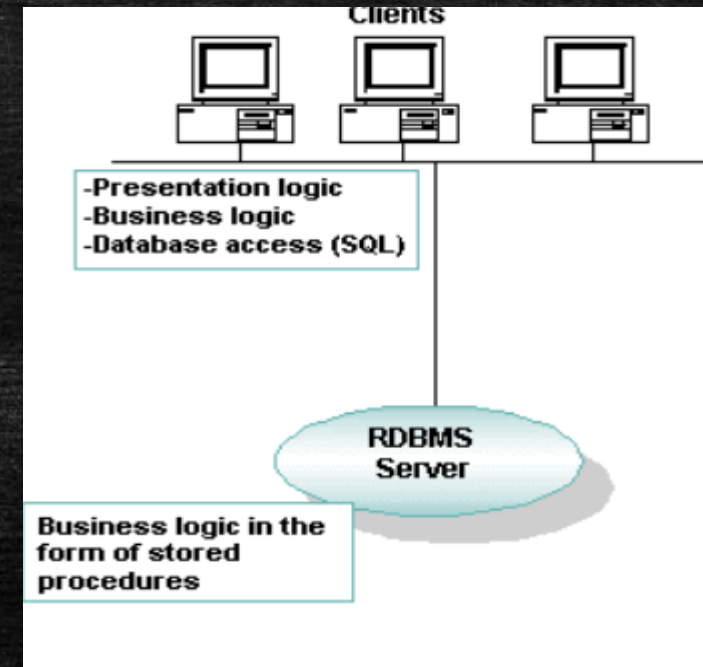 Clients
-Presentation logic
-Business logic
-Database access (SQL)
RDBMS
Server
Business logic in the
form of stored
procedures